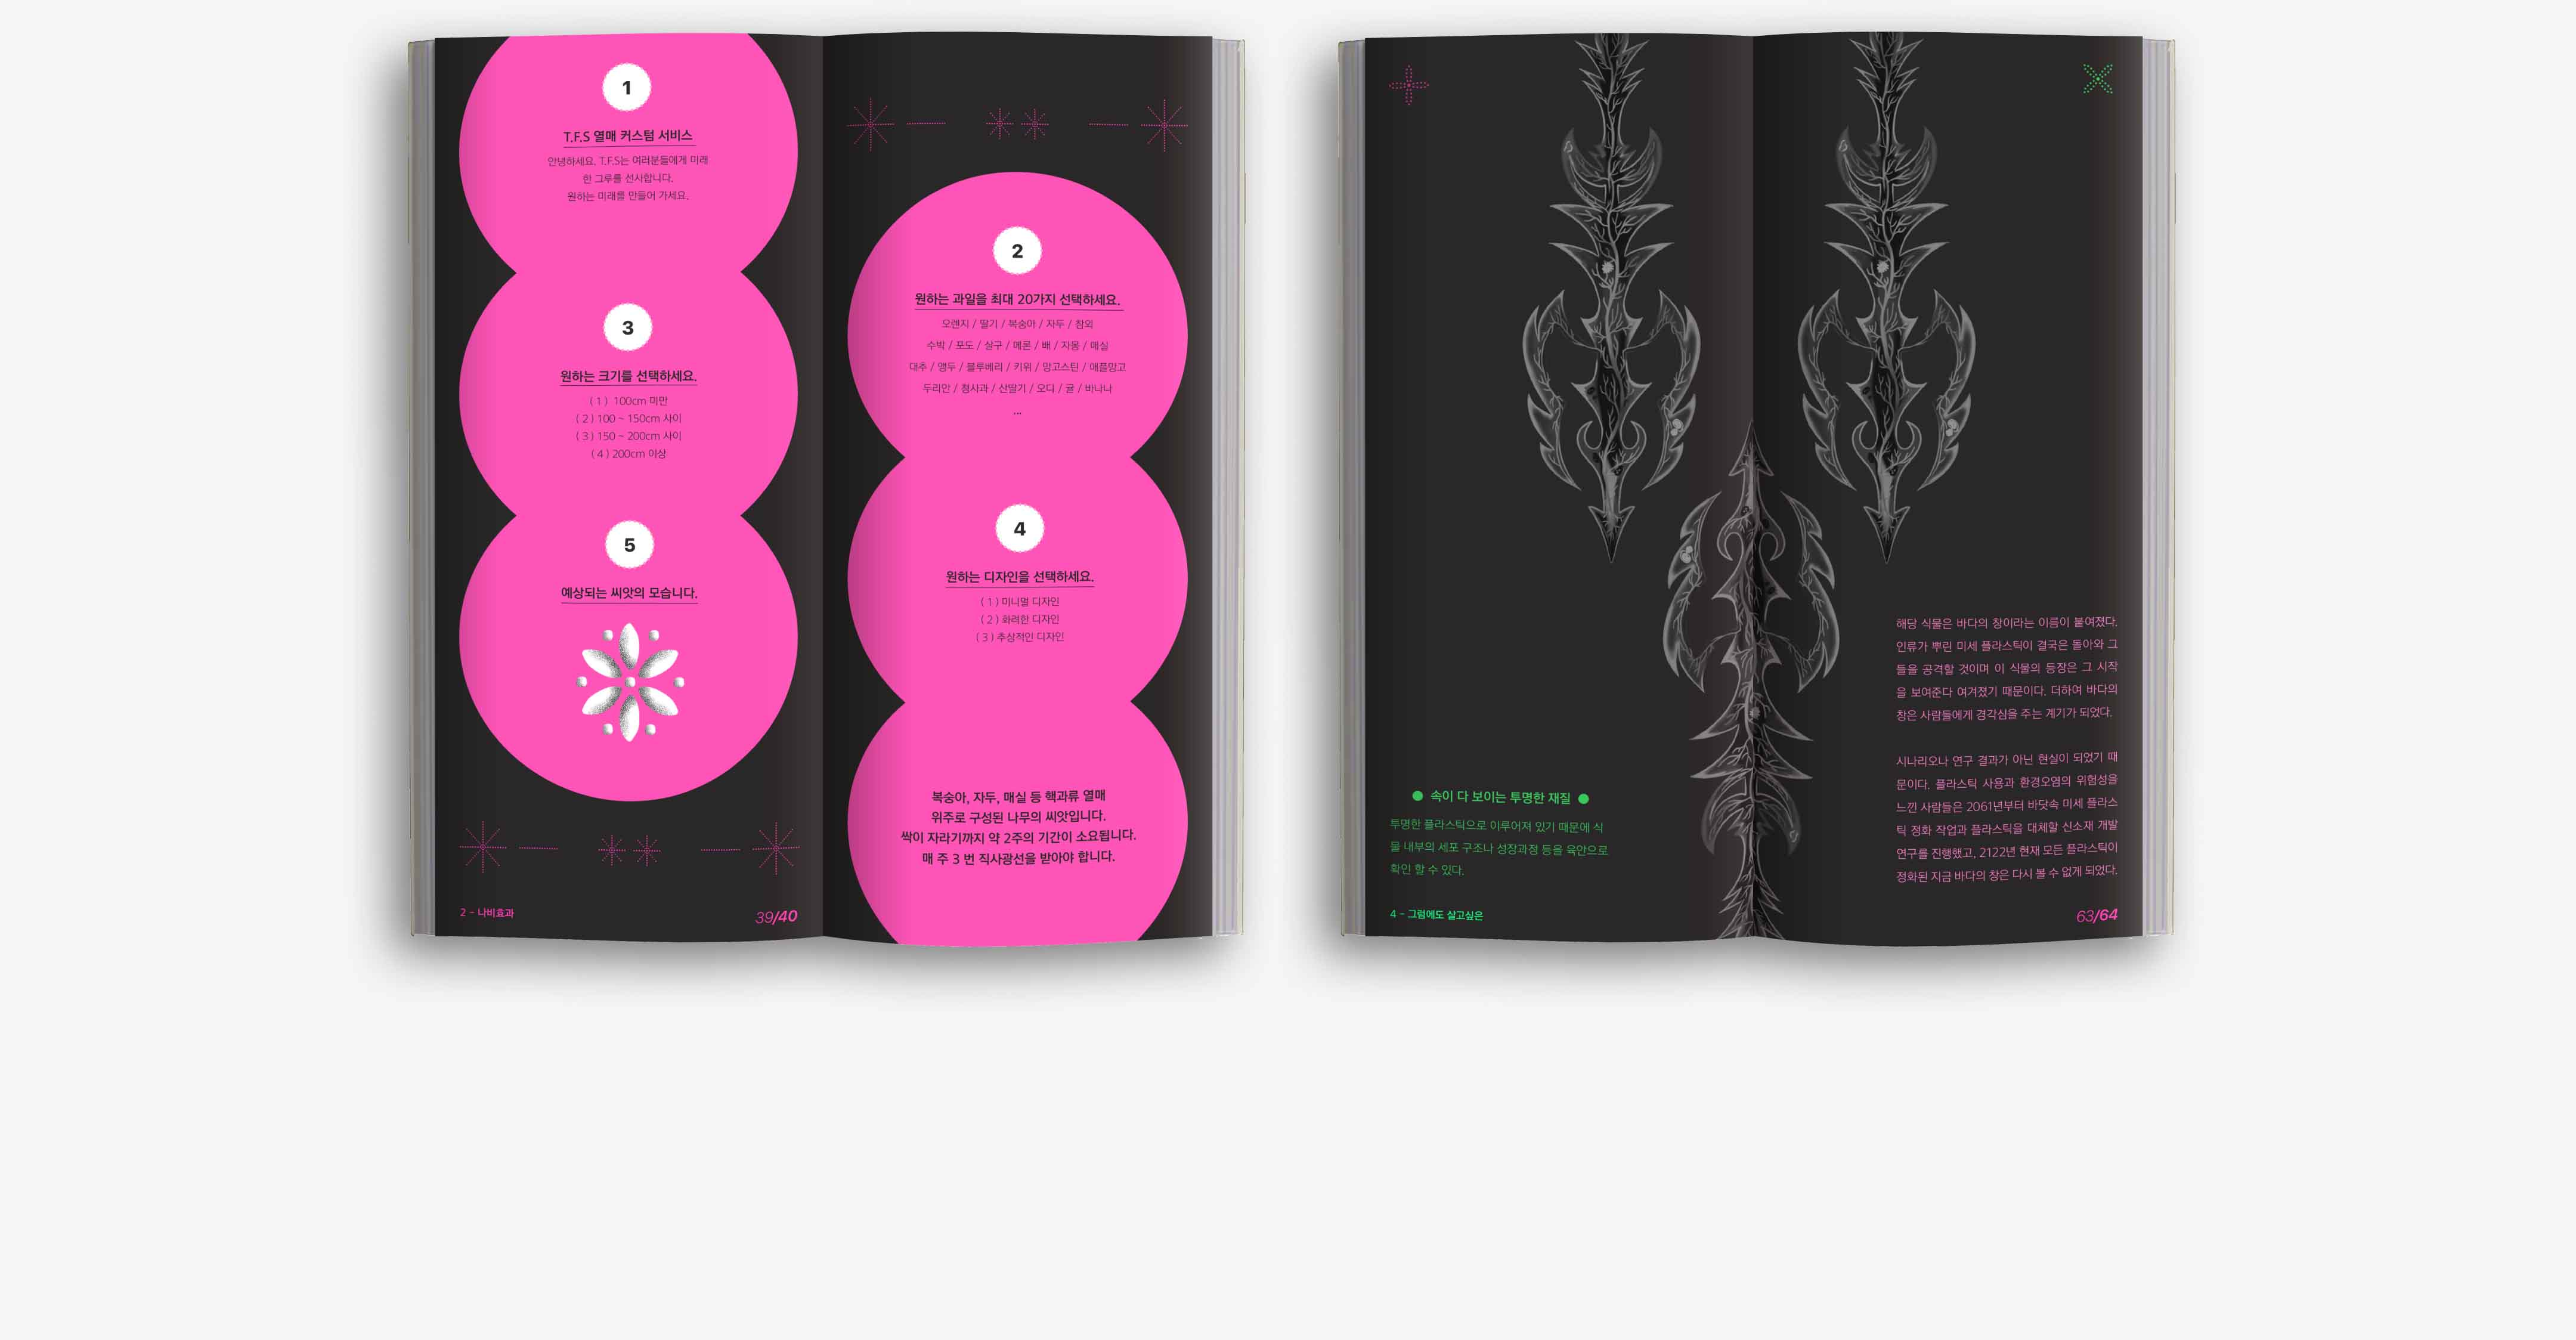 1
T.F.S 열매 커스텀 서비스
안녕하세요. T.F.S는 여러분들에게 미래
한 그루를 선사합니다.
원하는 미래를 만들어 가세요.
2
원하는 과일을 최대 20가지 선택하세요.
오렌지 / 딸기 / 복숭아 / 자두 / 참외
수박 / 포도 / 살구 / 메론 / 배 / 자몽 / 매실
대추 / 앵두 / 블루베리 / 키위 / 망고스틴 / 애플망고
두리안 / 청사과 / 산딸기 / 오디 / 귤 / 바나나
...
3
원하는 크기를 선택하세요.
( 1 ) 100cm 미만
( 2 ) 100 ~ 150cm 사이
( 3 ) 150 ~ 200cm 사이
( 4 ) 200cm 이상
4
원하는 디자인을 선택하세요.
( 1 ) 미니멀 디자인
( 2 ) 화려한 디자인
( 3 ) 추상적인 디자인
5
예상되는 씨앗의 모습니다.
복숭아, 자두, 매실 등 핵과류 열매
위주로 구성된 나무의 씨앗입니다.
싹이 자라기까지 약 2주의 기간이 소요됩니다.
매 주 3 번 직사광선을 받아야 합니다.
2 - 나비효과
39/40
● 속이 다 보이는 투명한 재질 ●
투명한 플라스틱으로 이루어져 있기 때문에 식
물 내부의 세포 구조나 성장과정 등을 육안으로
확인 할 수 있다.
4 - 그럼에도 살고싶은
해당 식물은 바다의 창이라는 이름이 붙여졌다.
인류가 뿌린 미세 플라스틱이 결국은 돌아와 그
들을 공격할 것이며 이 식물의 등장은 그 시작
을 보여준다 여겨졌기 때문이다. 더하여 바다의
창은 사람들에게 경각심을 주는 계기가 되었다.
시나리오나 연구 결과가 아닌 현실이 되었기 때
문이다. 플라스틱 사용과 환경오염의 위험성을
느낀 사람들은 2061년부터 바닷속 미세 플라스
틱 정화 작업과 플라스틱을 대체할 신소재 개발
연구를 진행했고, 2122년 현재 모든 플라스틱이
정화된 지금 바다의 창은 다시 볼 수 없게 되었다.
63/64